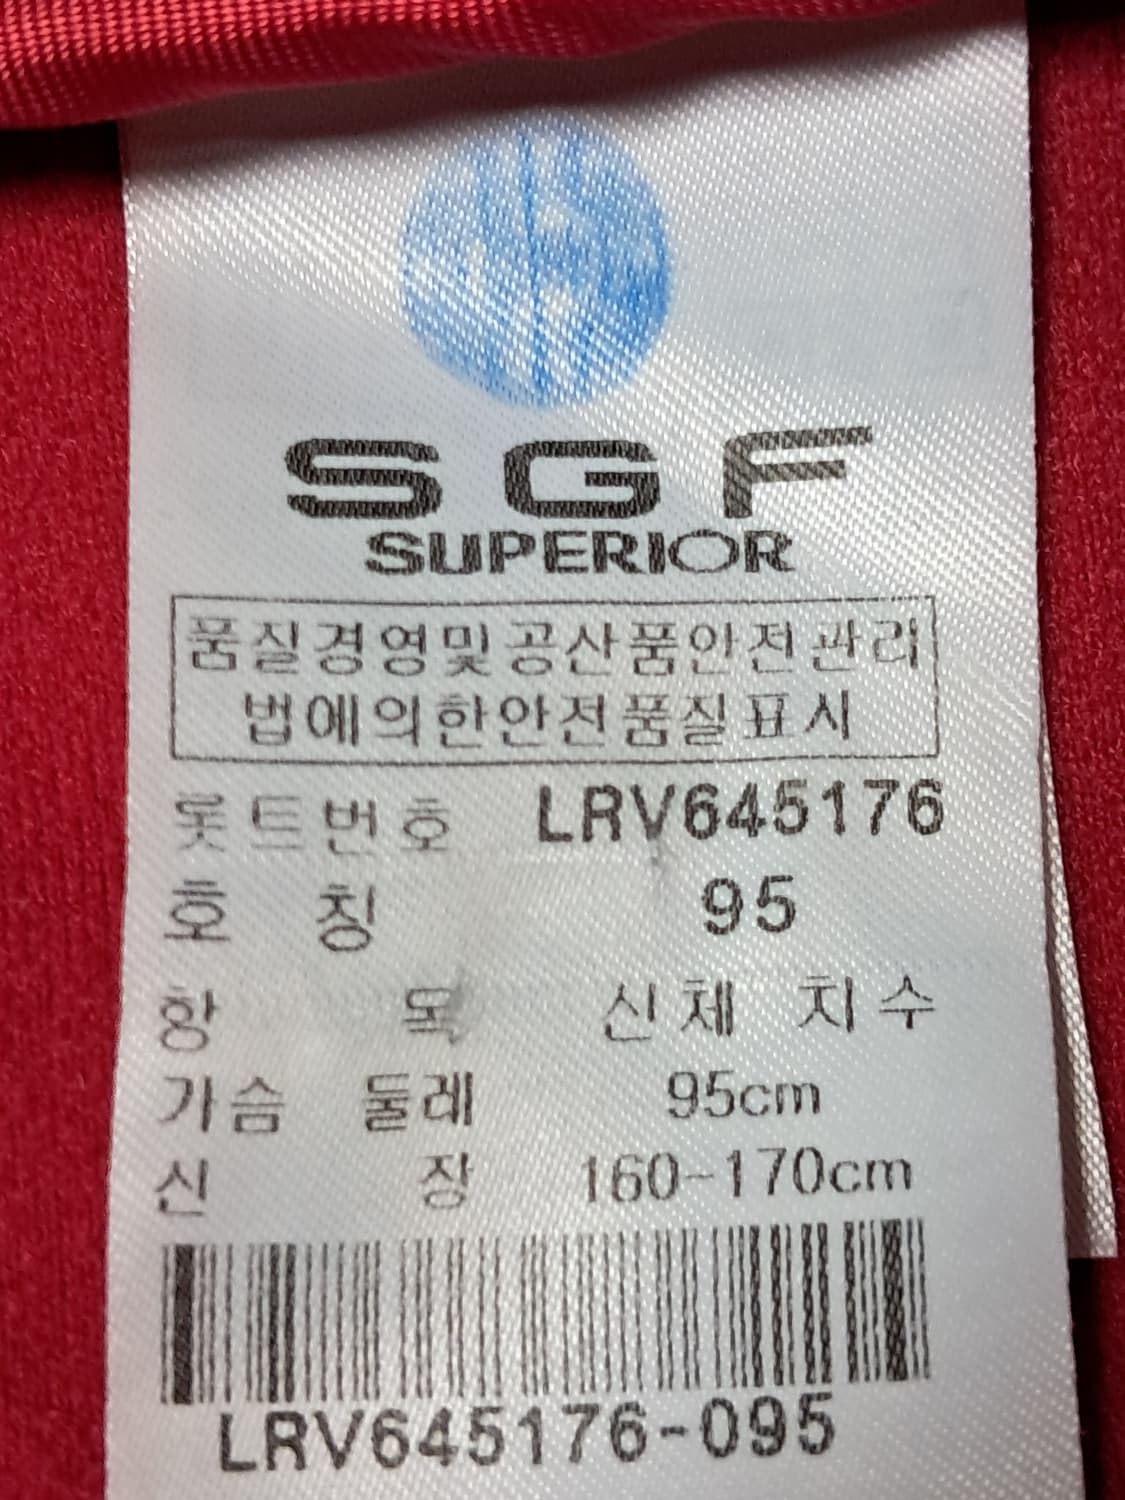 SGF
SUPERIOR
품질경영및공산품안전관리
법에의한안전품질표시
롯트번호 LRV645176
호 칭 95
항 목 신체 치수
가슴 둘레 95cm
신 장 160-170cm
LRV645176-095